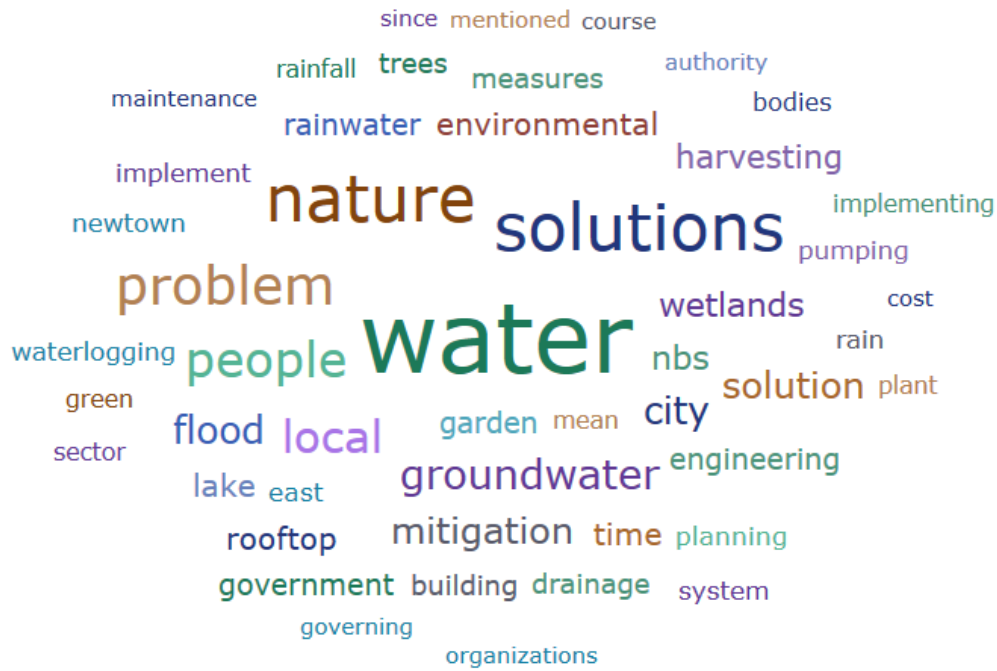 since mentioned course
rainfall trees measures authority
maintenance bodies
rainwater environmental
harvesting
implement nature
implementing
newtown solutions
pumping
problem
wetlands cost
water
rain
waterlogging people nbs
solution plant
green
flood local garden mean city
sector
groundwater engineering
lake east
rooftop mitigation time planning
government building drainage system
governing
organizations